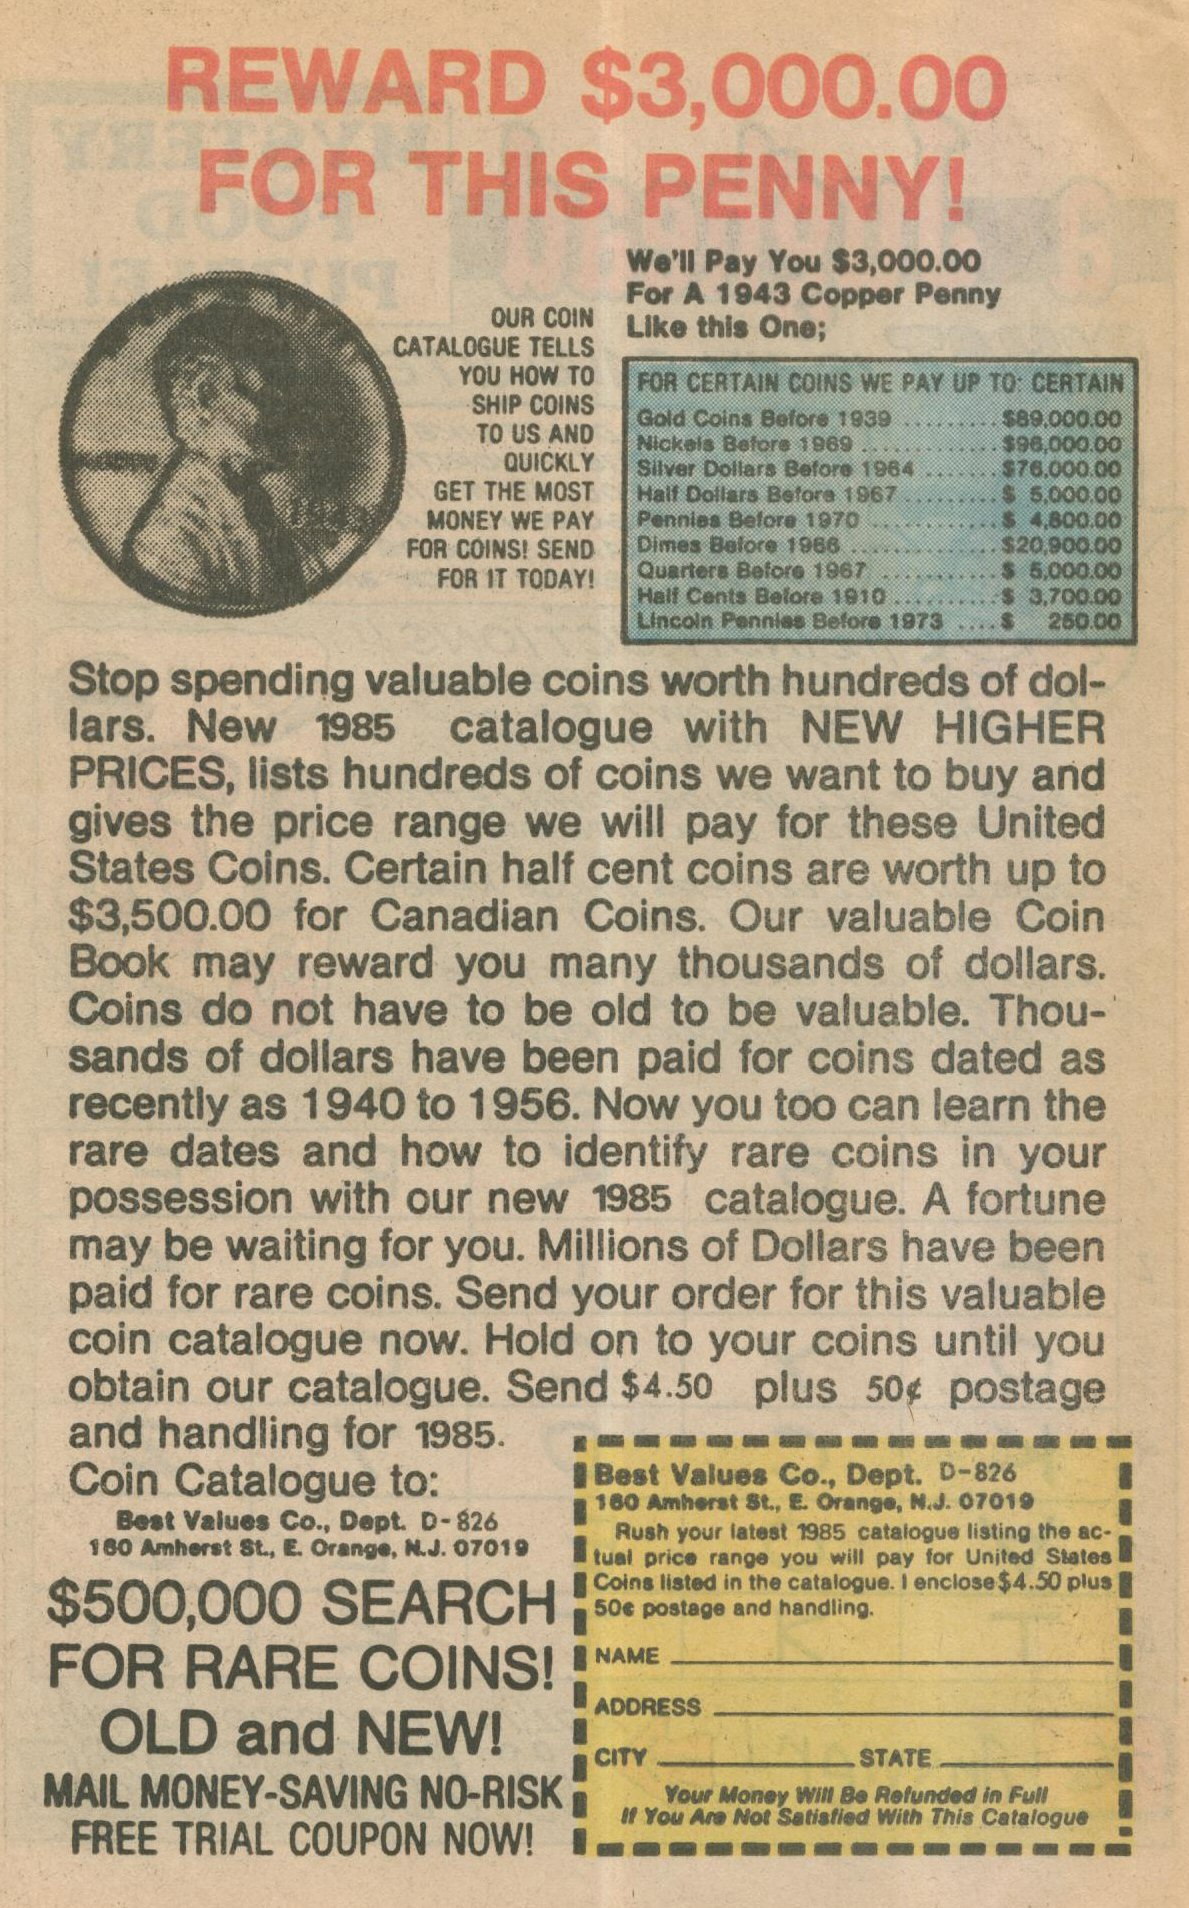 REWARD $3,000.00
FOR THIS PENNY!
We'll Pay You $3,000.00
For A 1943 Copper Penny
Like this One;
1943
OUR COIN
CATALOGUE TELLS
YOU HOW TO
SHIP COINS
TO US AND
QUICKLY
GET THE MOST
MONEY WE PAY
FOR COINS! SEND
FOR IT TODAY!
FOR CERTAIN COINS WE PAY UP TO: CERTAIN
Gold Coins Before 1939 ......... $89,000.00
Nickels Before 1969 ............. $96,000.00
Silver Dollars Before 1964 ....... $76,000.00
Half Dollars Before 1967 ......... $ 5,000.00
Pennies Before 1970 ............ $ 4,800.00
Dimes Before 1966 .............. $20,900.00
Quarters Before 1967 ............ $ 5,000.00
Half Cents Before 1910 .......... $ 3,700.00
Lincoln Pennies Before 1973 .... $ 250.00
Stop spending valuable coins worth hundreds of dol-
lars. New 1985 catalogue with NEW HIGHER
PRICES, lists hundreds of coins we want to buy and
gives the price range we will pay for these United
States Coins. Certain half cent coins are worth up to
$3,500.00 for Canadian Coins. Our valuable Coin
Book may reward you many thousands of dollars.
Coins do not have to be old to be valuable. Thou-
sands of dollars have been paid for coins dated as
recently as 1940 to 1956. Now you too can learn the
rare dates and how to identify rare coins in your
possession with our new 1985 catalogue. A fortune
may be waiting for you. Millions of Dollars have been
paid for rare coins. Send your order for this valuable
coin catalogue now. Hold on to your coins until you
obtain our catalogue. Send $4.50 plus 50¢ postage
and handling for 1985.
Coin Catalogue to:
Best Values Co., Dept. D-826
160 Amherst St., E. Orange, N.J. 07019
$500,000 SEARCH
FOR RARE COINS!
OLD and NEW!
MAIL MONEY-SAVING NO-RISK
FREE TRIAL COUPON NOW!
Best Values Co., Dept. D-826
160 Amherst St., E. Orange, N.J. 07019
Rush your latest 1985 catalogue listing the ac-
tual price range you will pay for United States
Coins listed in the catalogue. I enclose $4.50 plus
50¢ postage and handling.
NAME
ADDRESS
CITY STATE
Your Money Will Be Refunded in Full
If You Are Not Satisfied With This Catalogue